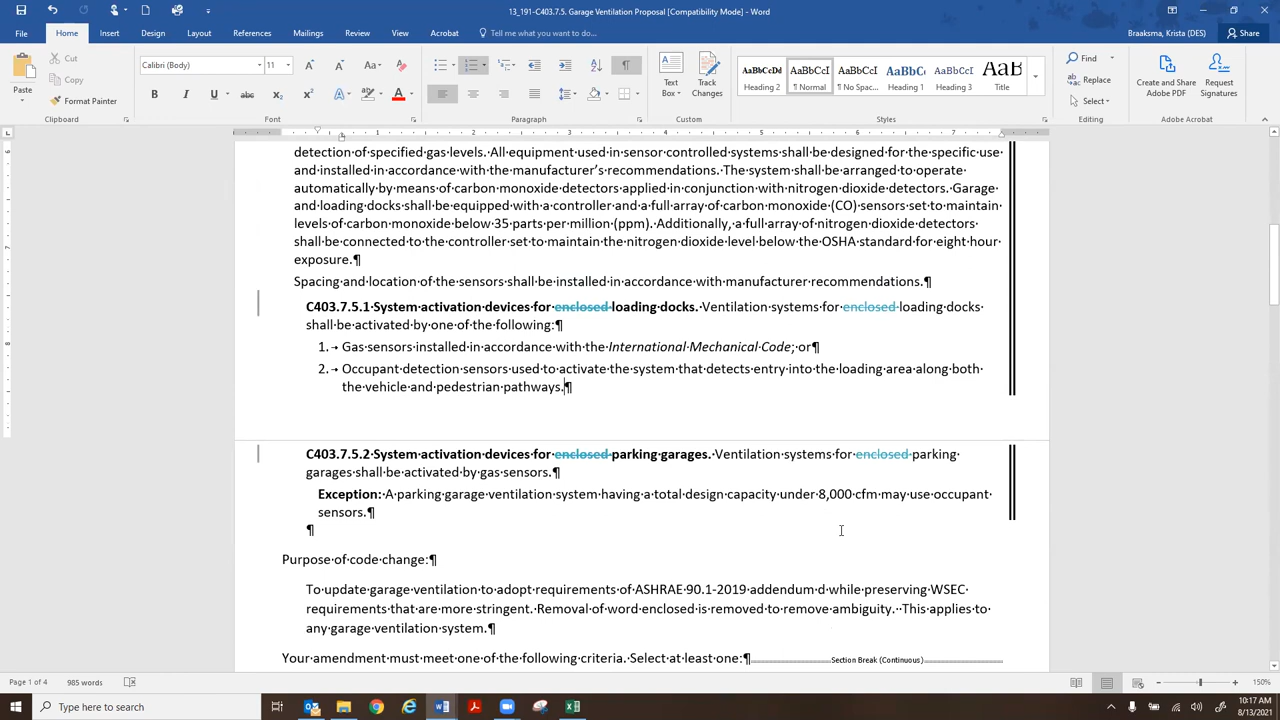 13_191-C403.7.5. Garage Ventilation Proposal [Compatibility Mode] - Word
File Home Insert Design Layout References Mailings Review View Acrobat Tell me what you want to do... Braaksma, Krista (DES) Share
Paste Cut Copy Format Painter Clipboard
Calibri (Body) 11 Font
Paragraph
Text Box Track Changes Custom
AaBbCcDd Heading 2 AaBbCcI ¶ Normal AaBbCcI ¶ No Spac... AaBbC Heading 1 AaBbCcI Heading 3 AaB Title Styles
Find Replace Select Editing
Create and Share Adobe PDF Request Signatures Adobe Acrobat
detection of specified gas levels. All equipment used in sensor controlled systems shall be designed for the specific use
and installed in accordance with the manufacturer's recommendations. The system shall be arranged to operate
automatically by means of carbon monoxide detectors applied in conjunction with nitrogen dioxide detectors. Garage
and loading docks shall be equipped with a controller and a full array of carbon monoxide (CO) sensors set to maintain
levels of carbon monoxide below 35 parts per million (ppm). Additionally, a full array of nitrogen dioxide detectors
shall be connected to the controller set to maintain the nitrogen dioxide level below the OSHA standard for eight hour
exposure.¶
Spacing and location of the sensors shall be installed in accordance with manufacturer recommendations.¶
C403.7.5.1 System activation devices for enclosed loading docks. Ventilation systems for enclosed loading docks
shall be activated by one of the following:¶
1. Gas sensors installed in accordance with the International Mechanical Code; or¶
2. Occupant detection sensors used to activate the system that detects entry into the loading area along both
the vehicle and pedestrian pathways.¶
C403.7.5.2 System activation devices for enclosed parking garages. Ventilation systems for enclosed parking
garages shall be activated by gas sensors.¶
Exception: A parking garage ventilation system having a total design capacity under 8,000 cfm may use occupant
sensors.¶
¶
Purpose of code change:¶
To update garage ventilation to adopt requirements of ASHRAE 90.1-2019 addendum d while preserving WSEC
requirements that are more stringent. Removal of word enclosed is removed to remove ambiguity. This applies to
any garage ventilation system.¶
Your amendment must meet one of the following criteria. Select at least one:¶ Section Break (Continuous)
Page 1 of 4 985 words 150%
Type here to search 10:17 AM
8/13/2021